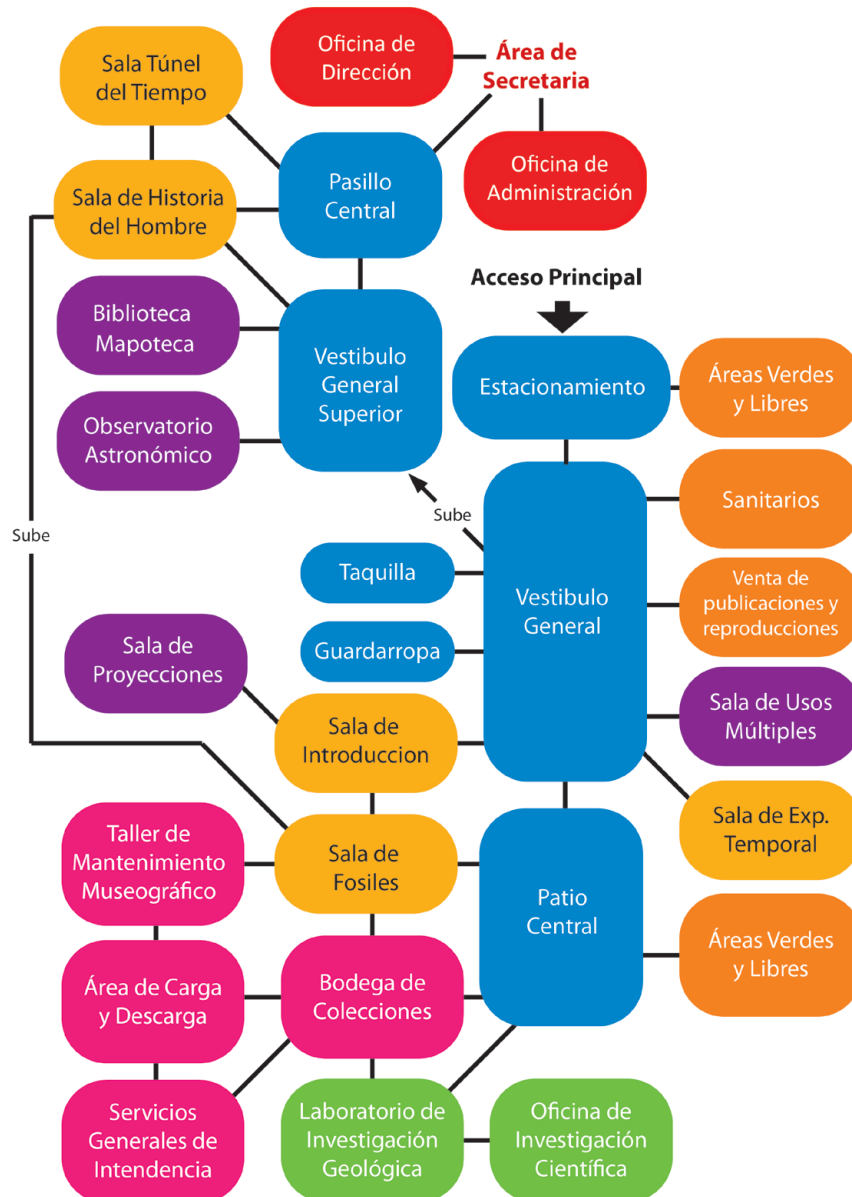 Sala Túnel
del Tiempo
Oficina de
Dirección
Área de
Secretaria
Oficina de
Administración
Pasillo
Central
Sala de Historia
del Hombre
Biblioteca
Mapoteca
Observatorio
Astronómico
Vestibulo
General
Superior
Acceso Principal
Estacionamiento
Áreas Verdes
y Libres
Sube
Sube
Sanitarios
Taquilla
Guardarropa
Vestibulo
General
Venta de
publicaciones y
reproducciones
Sala de
Proyecciones
Sala de
Introduccion
Sala de Usos
Múltiples
Sala de Exp.
Temporal
Taller de
Mantenimiento
Museográfico
Sala de
Fosiles
Patio
Central
Áreas Verdes
y Libres
Área de Carga
y Descarga
Bodega de
Colecciones
Servicios
Generales de
Intendencia
Laboratorio de
Investigación
Geológica
Oficina de
Investigación
Científica